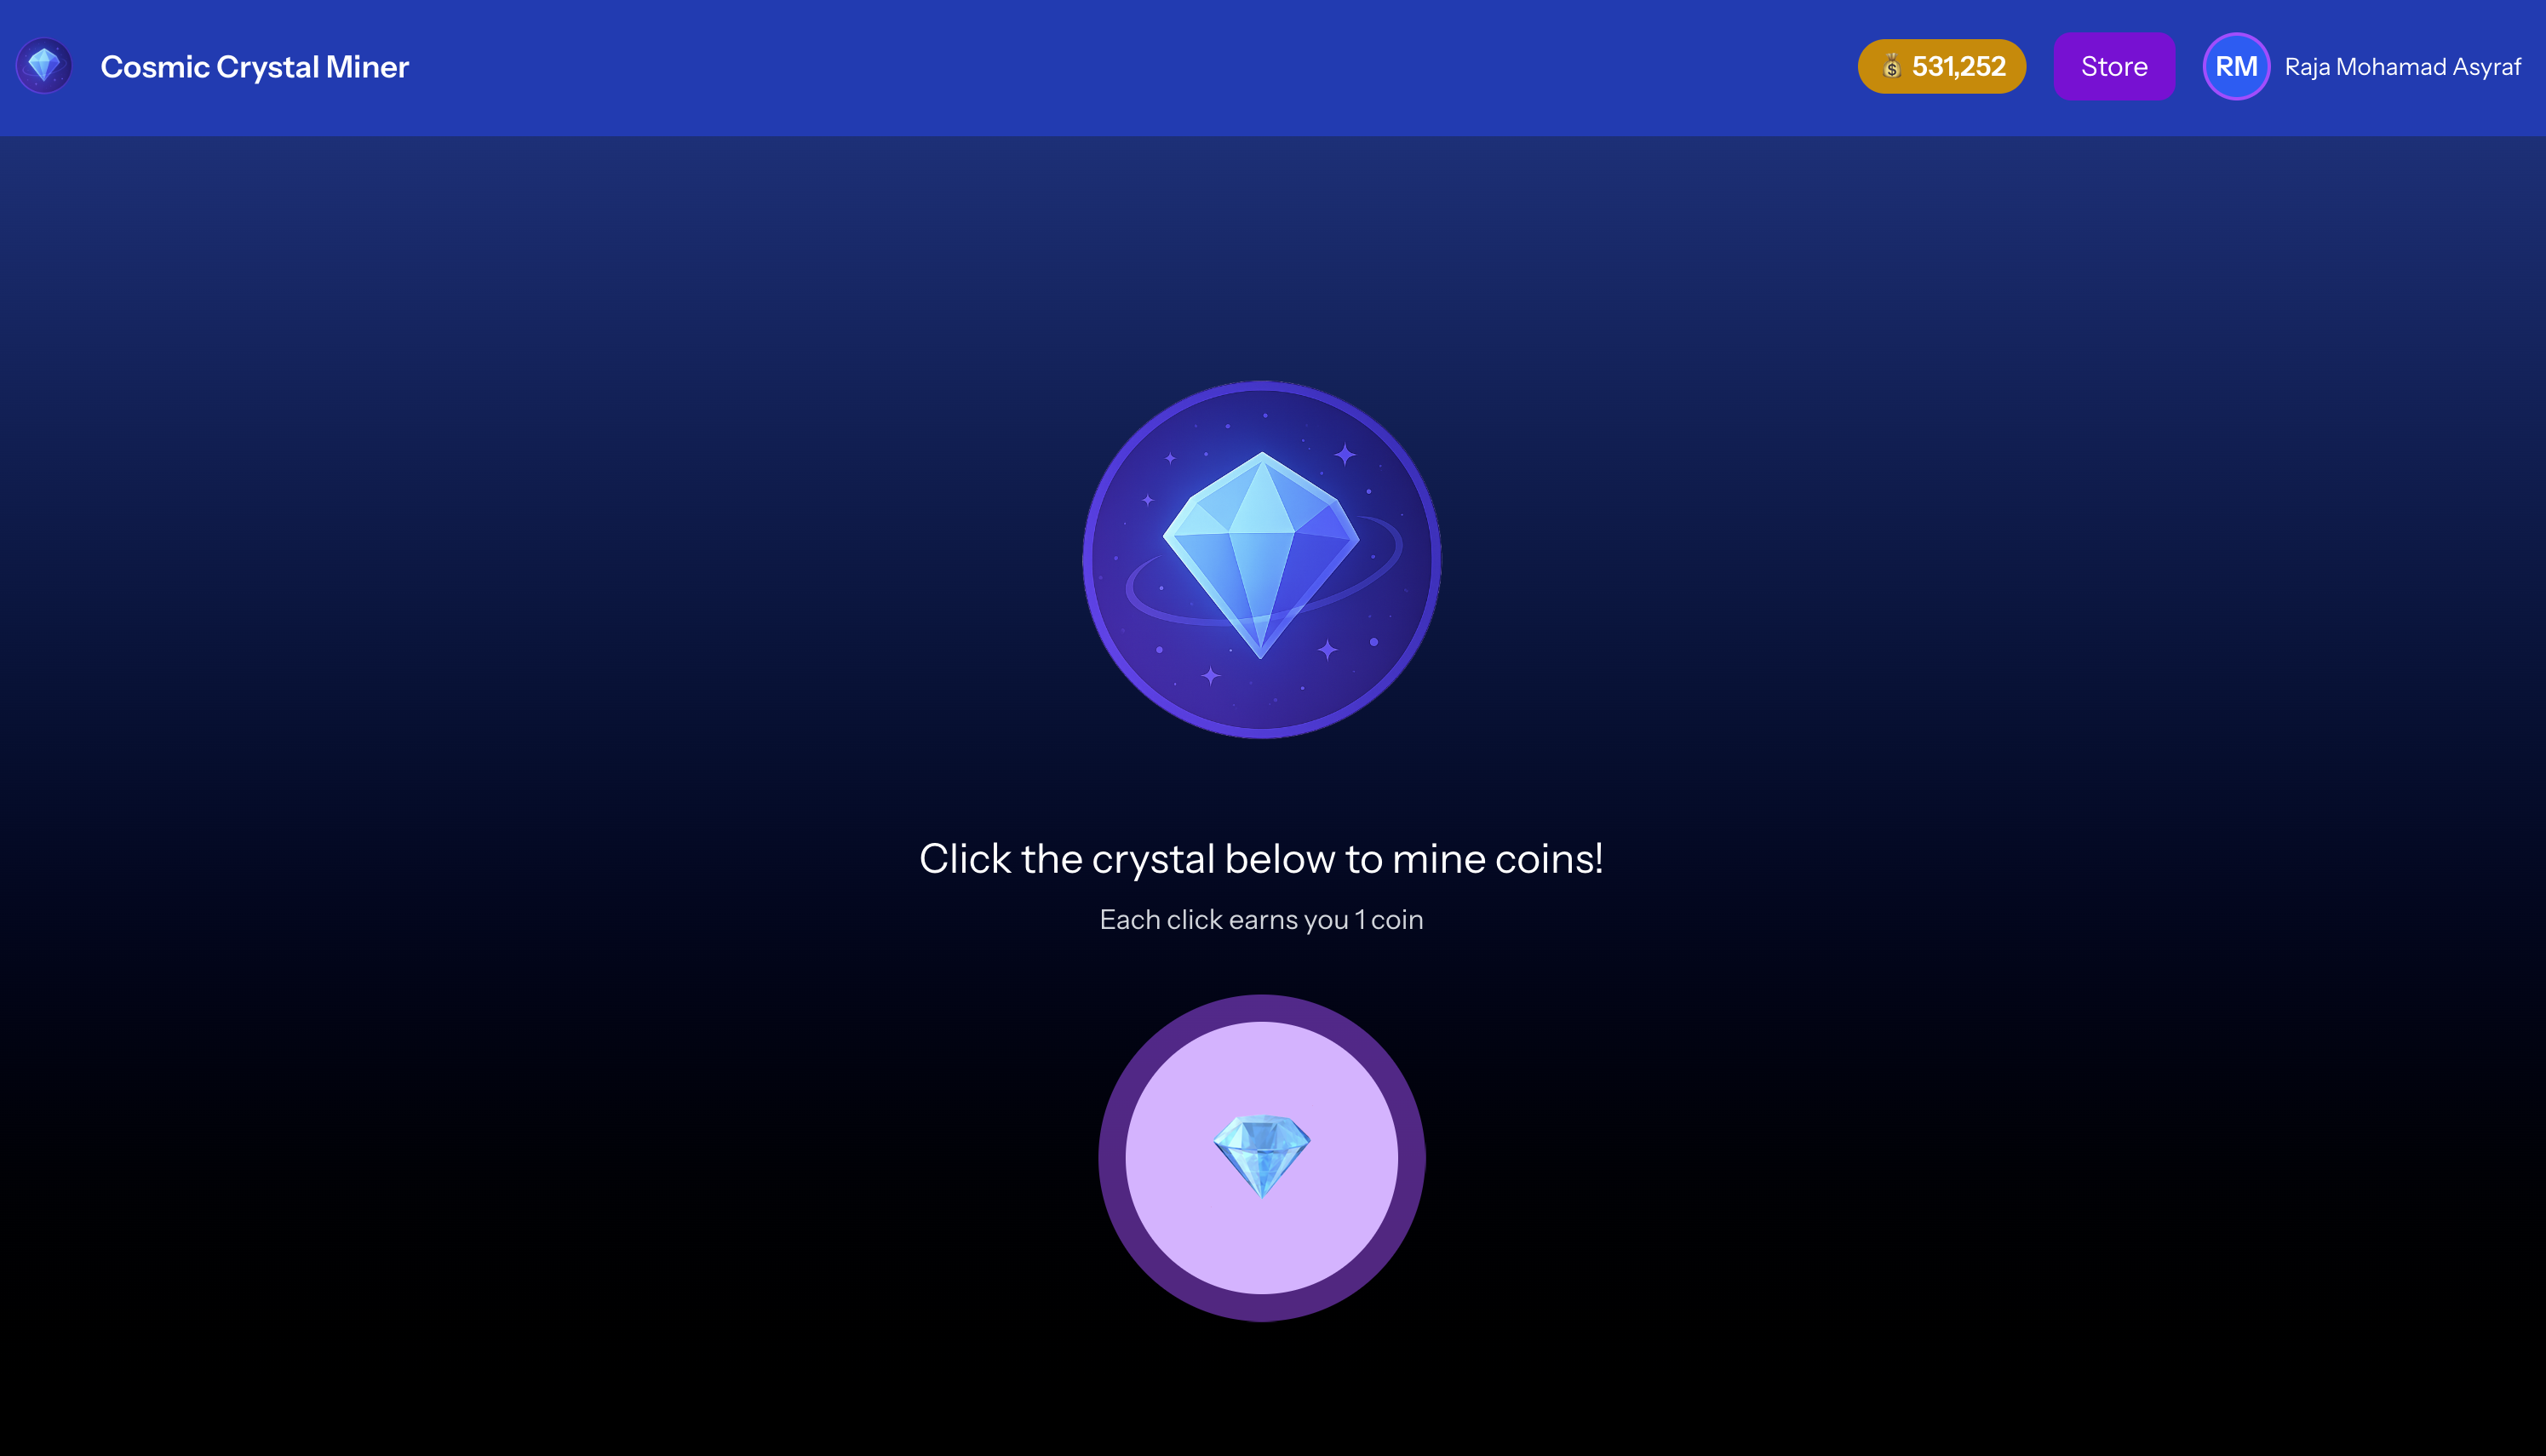 Cosmic Crystal Miner
💰 531,252
Store
RM
Raja Mohamad Asyraf
Click the crystal below to mine coins!
Each click earns you 1 coin